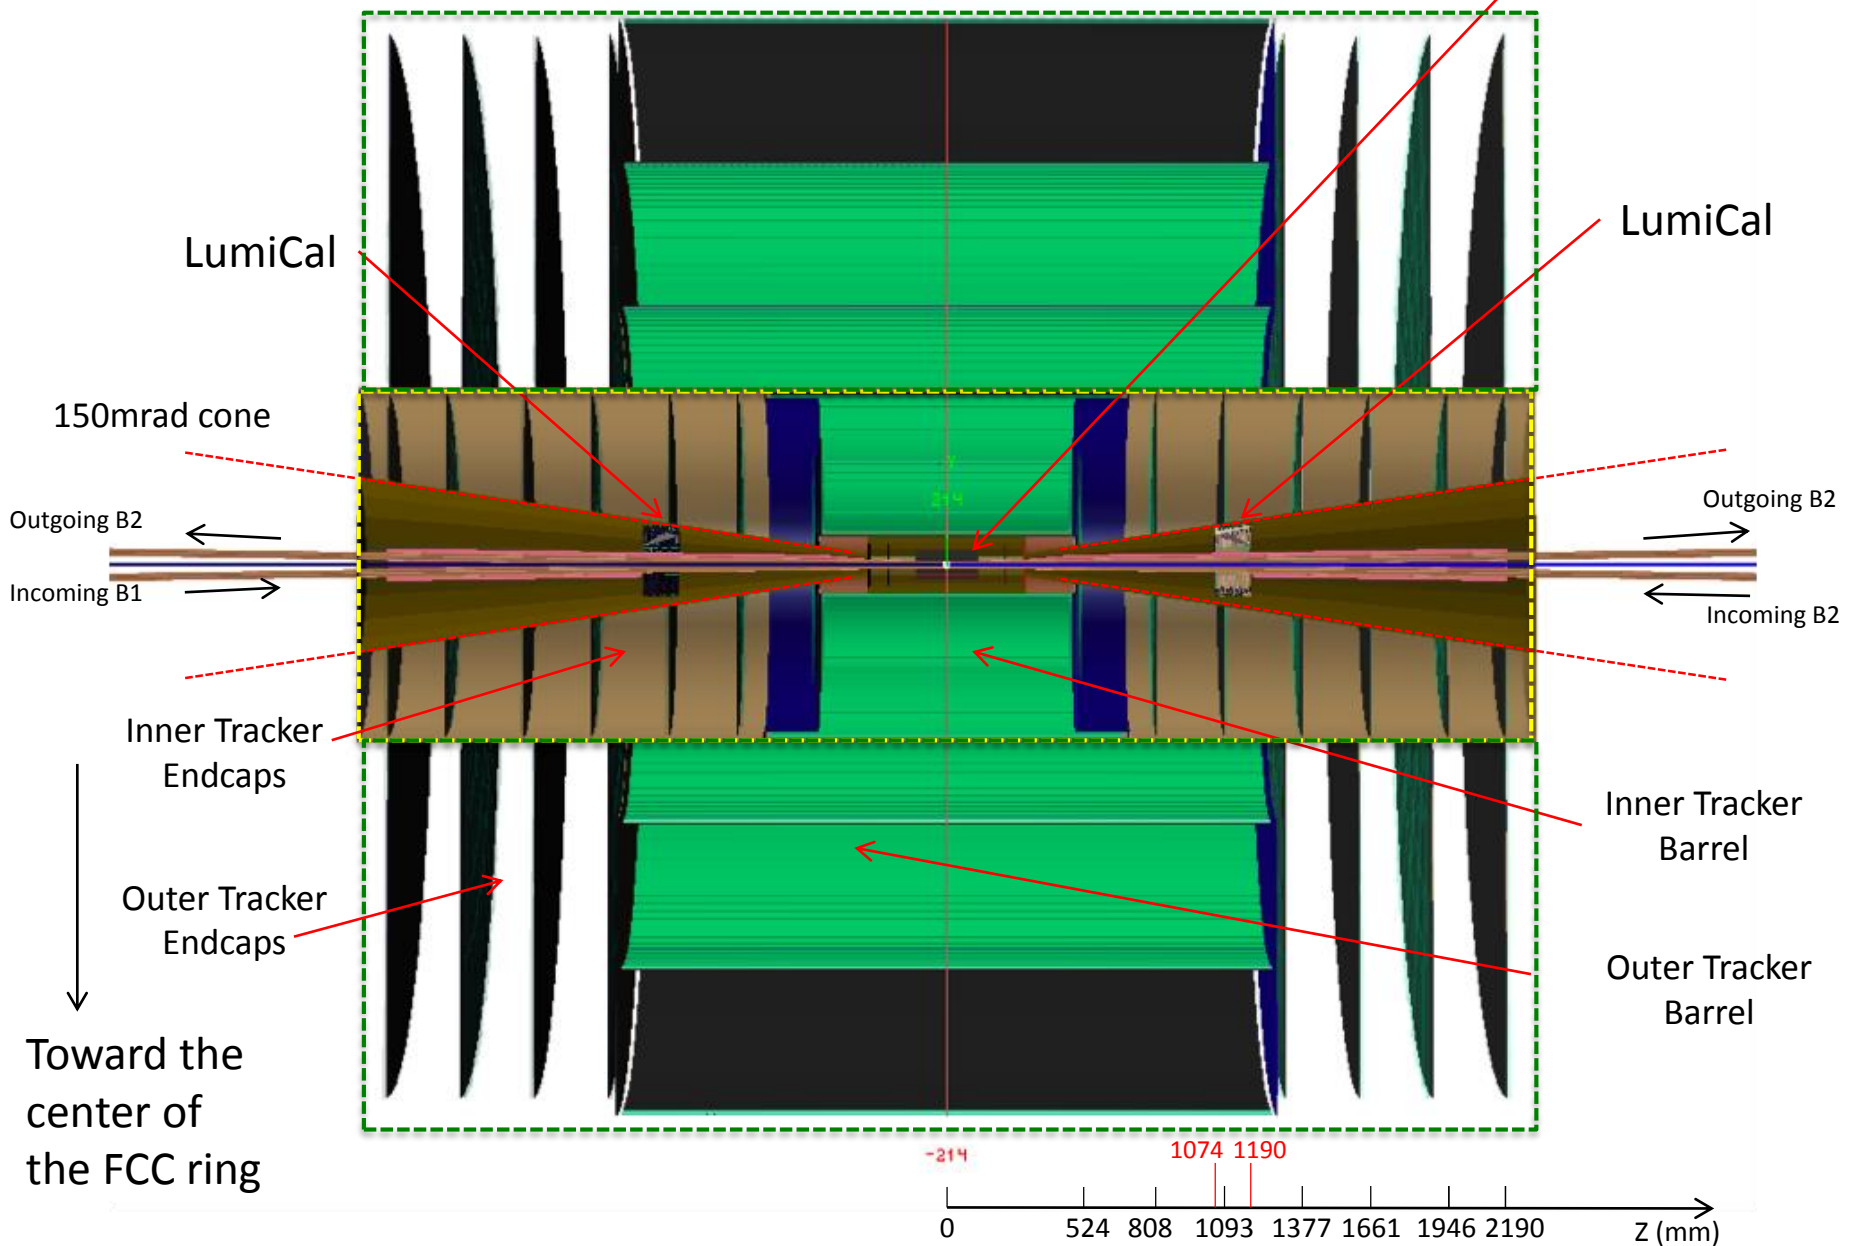 LumiCal
LumiCal
150mrad cone
Outgoing B2
Outgoing B2
Incoming B1
Incoming B2
Inner Tracker
Endcaps
Inner Tracker
Barrel
Outer Tracker
Endcaps
Outer Tracker
Barrel
Toward the
center of
the FCC ring
-214
1074 1190
0 524 808 1093 1377 1661 1946 2190 Z (mm)